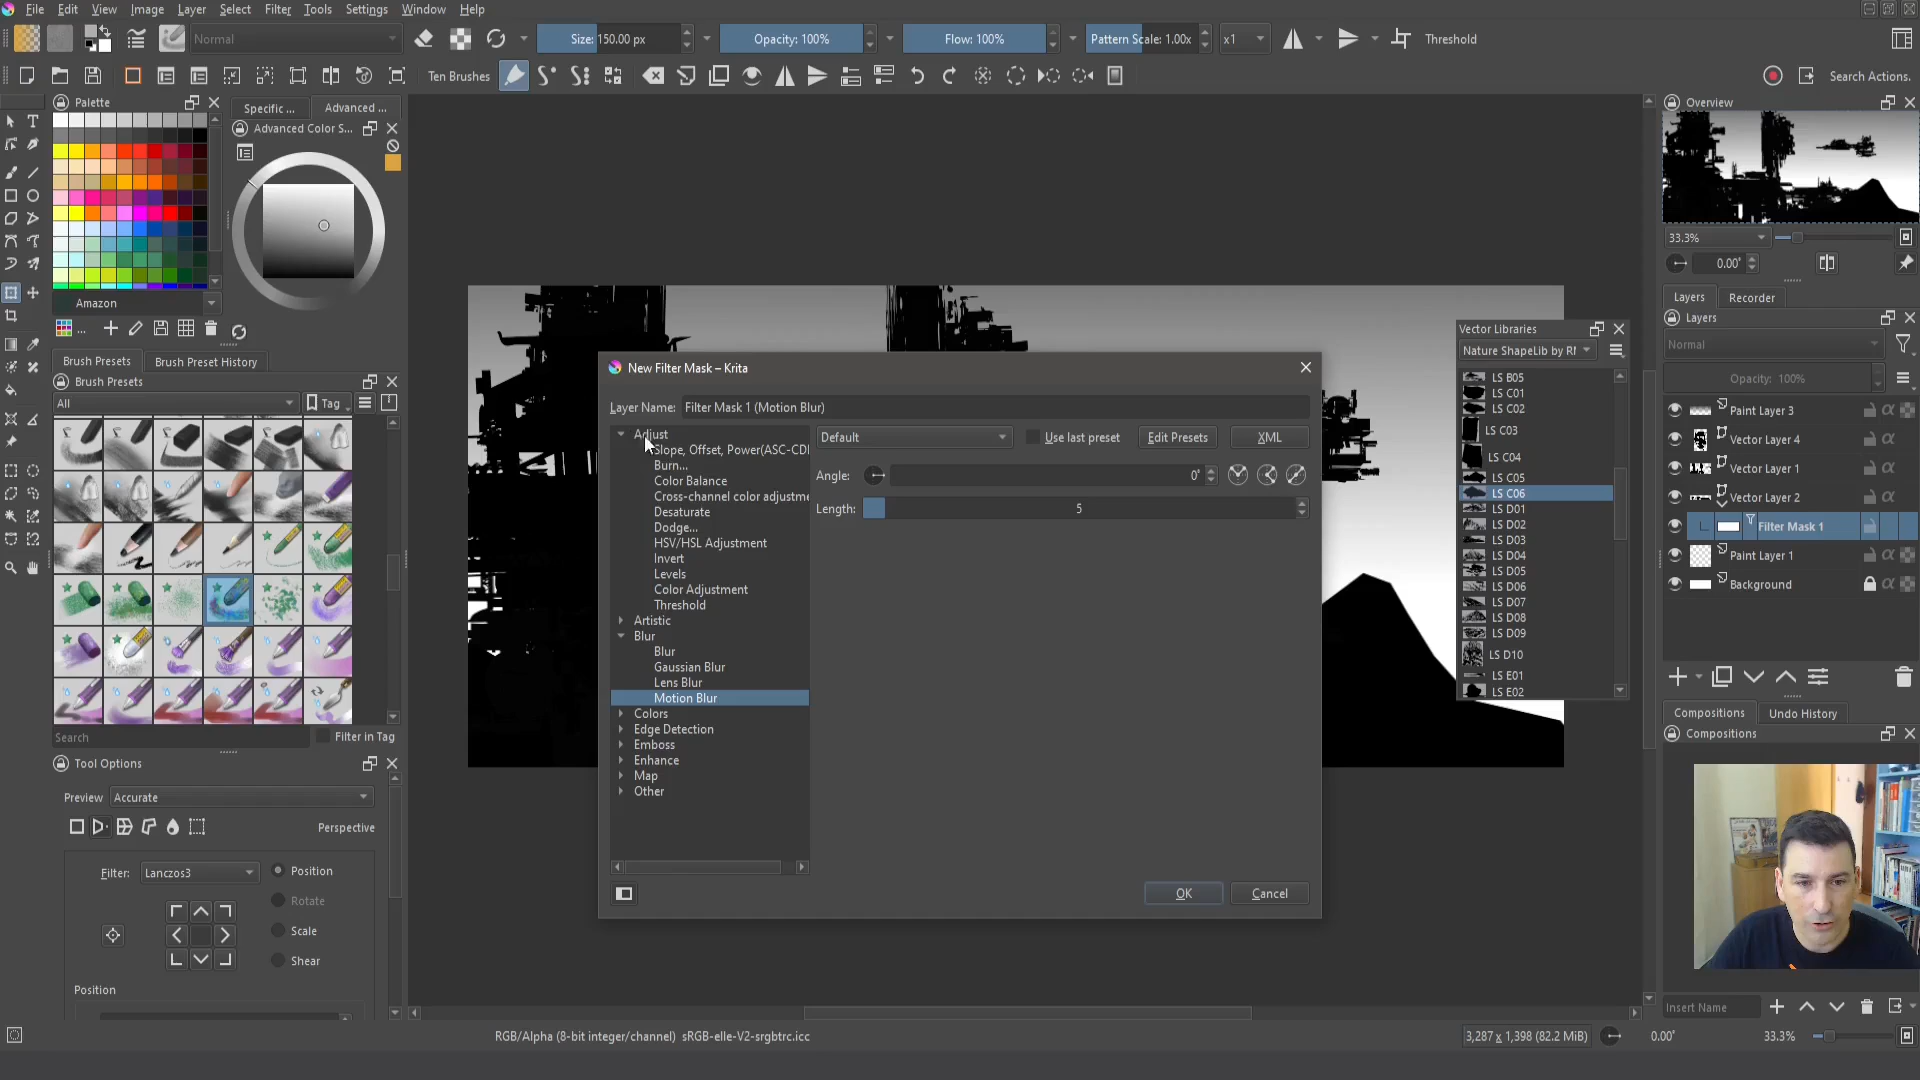 File Edit View Image Layer Select Filter Tools Settings Window Help
Normal
Size: 150.00 px
Opacity: 100%
Flow: 100%
Pattern Scale: 1.00x
x1
Threshold
Ten Brushes
Search Actions.
Palette
Specific ...
Advanced ...
Advanced Color S...
Amazon
...
Brush Presets
Brush Preset History
Brush Presets
All
Tag
Search
Filter in Tag
Tool Options
Preview Accurate
Perspective
Filter: Lanczos3
Position
Rotate
Scale
Shear
Position
New Filter Mask – Krita
Layer Name: Filter Mask 1 (Motion Blur)
Adjust
Slope, Offset, Power(ASC-CDL
Burn...
Color Balance
Cross-channel color adjustme
Desaturate
Dodge...
HSV/HSL Adjustment
Invert
Levels
Color Adjustment
Threshold
Artistic
Blur
Blur
Gaussian Blur
Lens Blur
Motion Blur
Colors
Edge Detection
Emboss
Enhance
Map
Other
Default
Use last preset
Edit Presets
XML
Angle: 0°
Length: 5
OK
Cancel
Vector Libraries
Nature ShapeLib by RM
LS B05
LS C01
LS C02
LS C03
LS C04
LS C05
LS C06
LS D01
LS D02
LS D03
LS D04
LS D05
LS D06
LS D07
LS D08
LS D09
LS D10
LS E01
LS E02
Overview
33.3%
0.00°
Layers
Recorder
Layers
Normal
Opacity: 100%
Paint Layer 3
Vector Layer 4
Vector Layer 1
Vector Layer 2
Filter Mask 1
Paint Layer 1
Background
Compositions
Undo History
Compositions
Insert Name
RGB/Alpha (8-bit integer/channel) sRGB-elle-V2-srgbtrc.icc
3,287 x 1,398 (82.2 MiB)
0.00°
33.3%